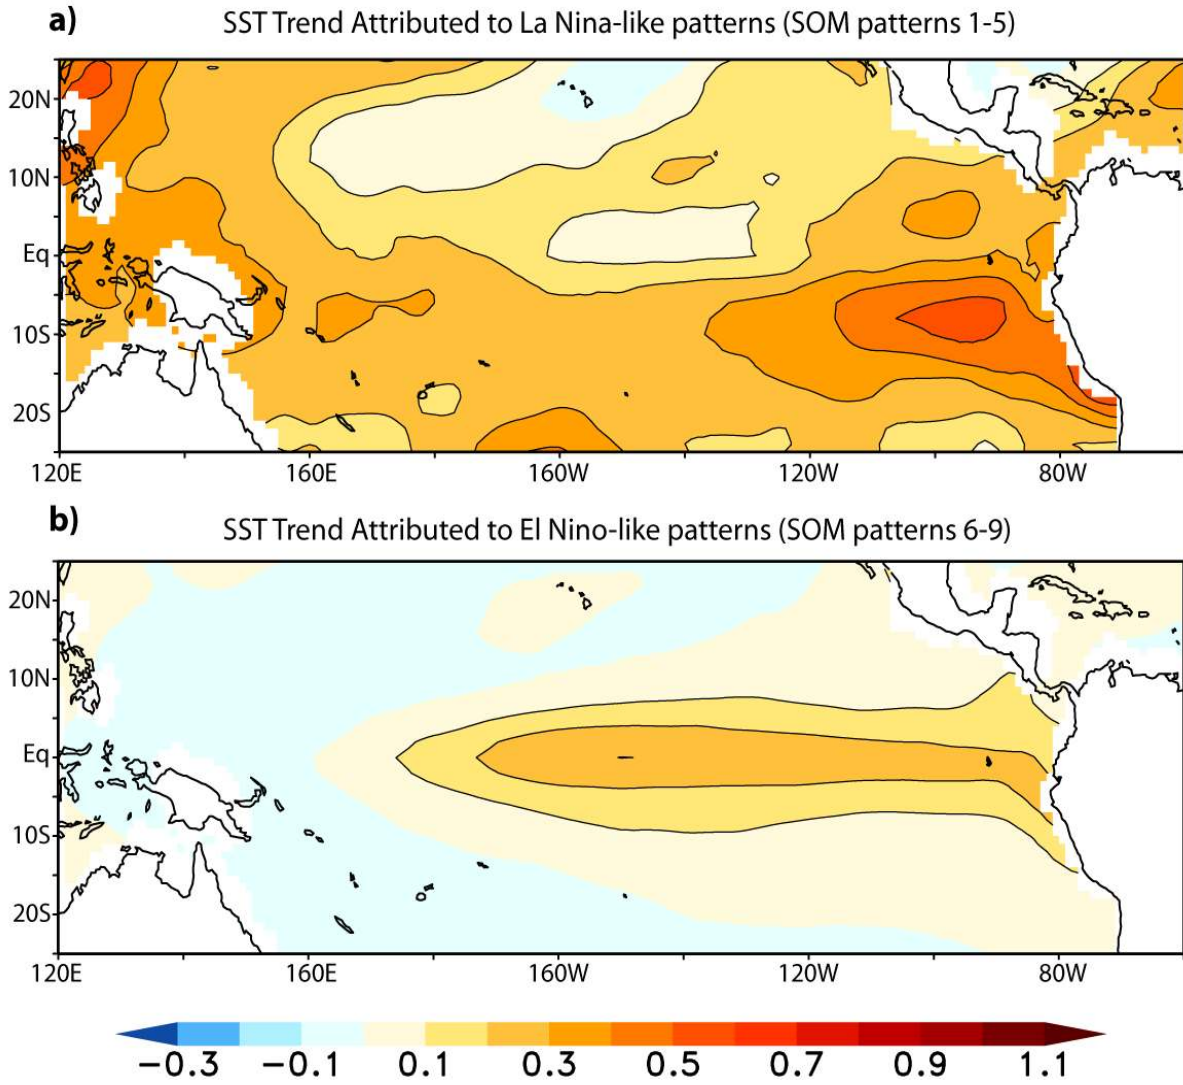 a) SST Trend Attributed to La Nina-like patterns (SOM patterns 1-5)
20N
10N
Eq
10S
20S
120E 160E 160W 120W 80W
b) SST Trend Attributed to El Nino-like patterns (SOM patterns 6-9)
20N
10N
Eq
10S
20S
120E 160E 160W 120W 80W
−0.3 −0.1 0.1 0.3 0.5 0.7 0.9 1.1